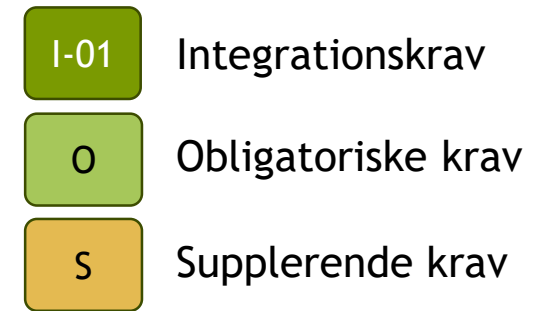 I-01 Integrationskrav
O Obligatoriske krav
S Supplerende krav